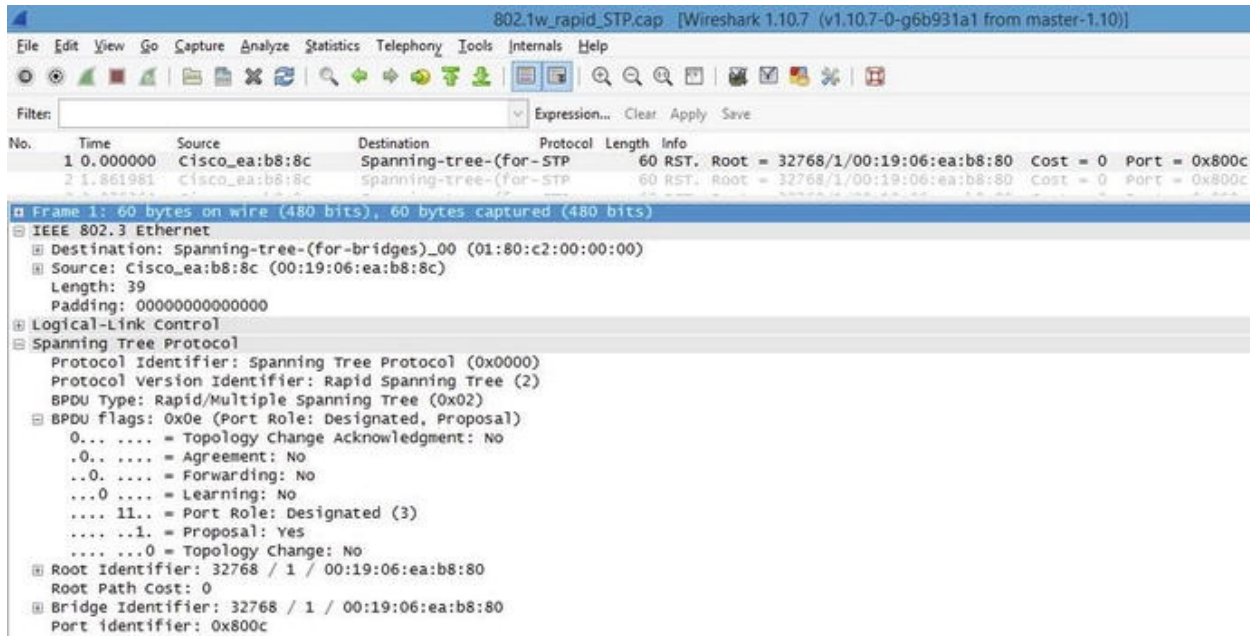 802.1w_rapid_STP.cap [Wireshark 1.10.7 (v1.10.7-0-g6b931a1 from master-1.10)]
File Edit View Go Capture Analyze Statistics Telephony Tools Internals Help
Filter: Expression... Clear Apply Save
No. Time Source Destination Protocol Length Info
1 0.000000 Cisco_ea:b8:8c Spanning-tree-(for- STP 60 RST. Root = 32768/1/00:19:06:ea:b8:80 Cost = 0 Port = 0x800c
2 1.861981 Cisco_ea:b8:8c Spanning-tree-(for- STP 60 RST. Root = 32768/1/00:19:06:ea:b8:80 Cost = 0 Port = 0x800c
Frame 1: 60 bytes on wire (480 bits), 60 bytes captured (480 bits)
IEEE 802.3 Ethernet
Destination: Spanning-tree-(for-bridges)_00 (01:80:c2:00:00:00)
Source: Cisco_ea:b8:8c (00:19:06:ea:b8:8c)
Length: 39
Padding: 00000000000000
Logical-Link Control
Spanning Tree Protocol
Protocol Identifier: Spanning Tree Protocol (0x0000)
Protocol Version Identifier: Rapid Spanning Tree (2)
BPDU Type: Rapid/Multiple Spanning Tree (0x02)
BPDU flags: 0x0e (Port Role: Designated, Proposal)
0... .... = Topology Change Acknowledgment: No
.0.. .... = Agreement: No
..0. .... = Forwarding: No
...0 .... = Learning: No
.... 11.. = Port Role: Designated (3)
.... ..1. = Proposal: Yes
.... ...0 = Topology Change: No
Root Identifier: 32768 / 1 / 00:19:06:ea:b8:80
Root Path Cost: 0
Bridge Identifier: 32768 / 1 / 00:19:06:ea:b8:80
Port identifier: 0x800c